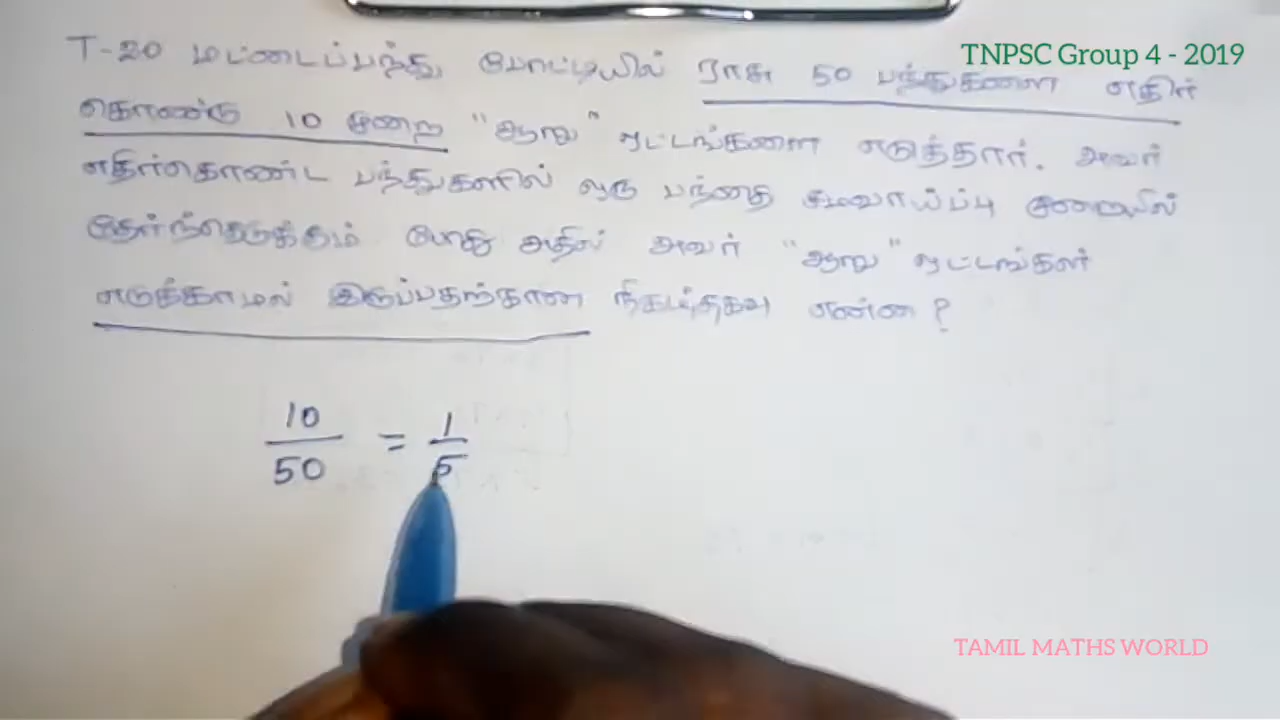 TNPSC Group 4 - 2019
T-20 மட்டைப்பந்து போட்டியில் ராசு 50 பந்துகளை எதிர்
கொண்டு 10 முறை "ஆறு" ஓட்டங்களை எடுத்தார். அவர்
எதிர்கொண்ட பந்துகளில் ஒரு பந்தை சமவாய்ப்பு முறையில்
தேர்ந்தெடுக்கும் போது அதில் அவர் "ஆறு" ஓட்டங்கள்
எடுக்காமல் இருப்பதற்கான நிகழ்தகவு என்ன?
10/50 = 1/5
TAMIL MATHS WORLD